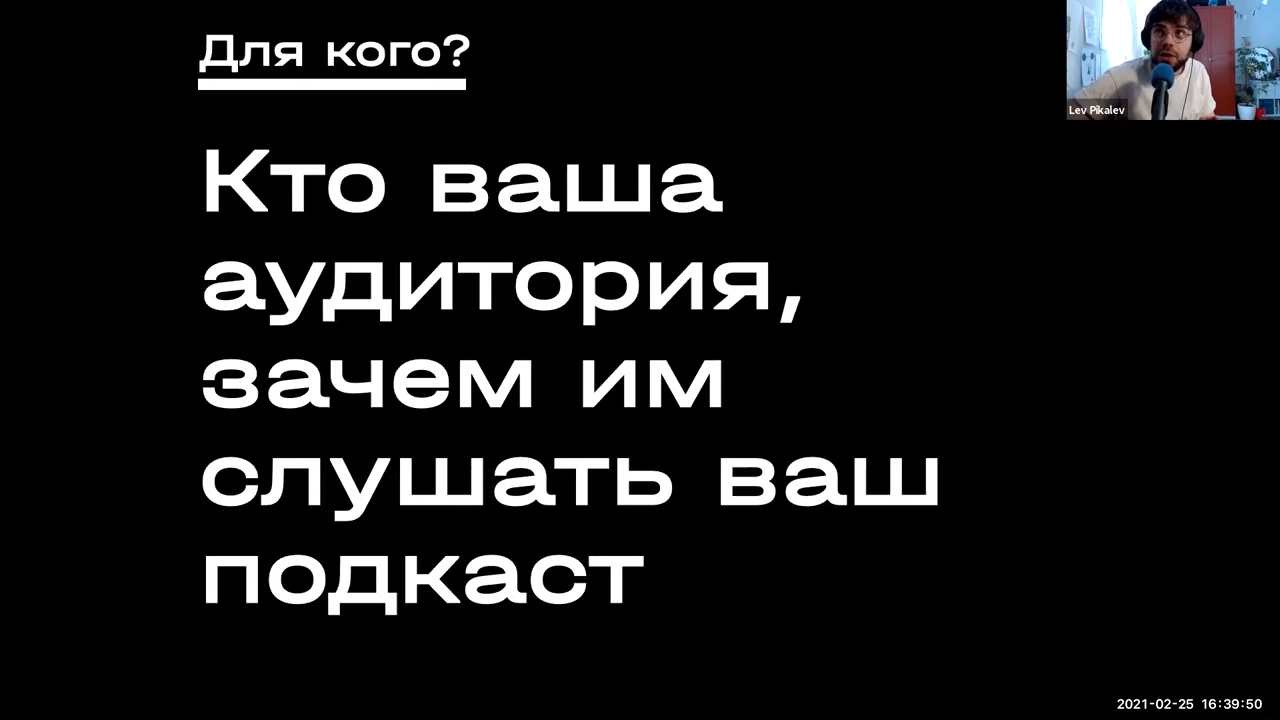 Для кого?
Lev Pikalev
Кто ваша
аудитория,
зачем им
слушать ваш
подкаст
2021-02-25 16:39:50